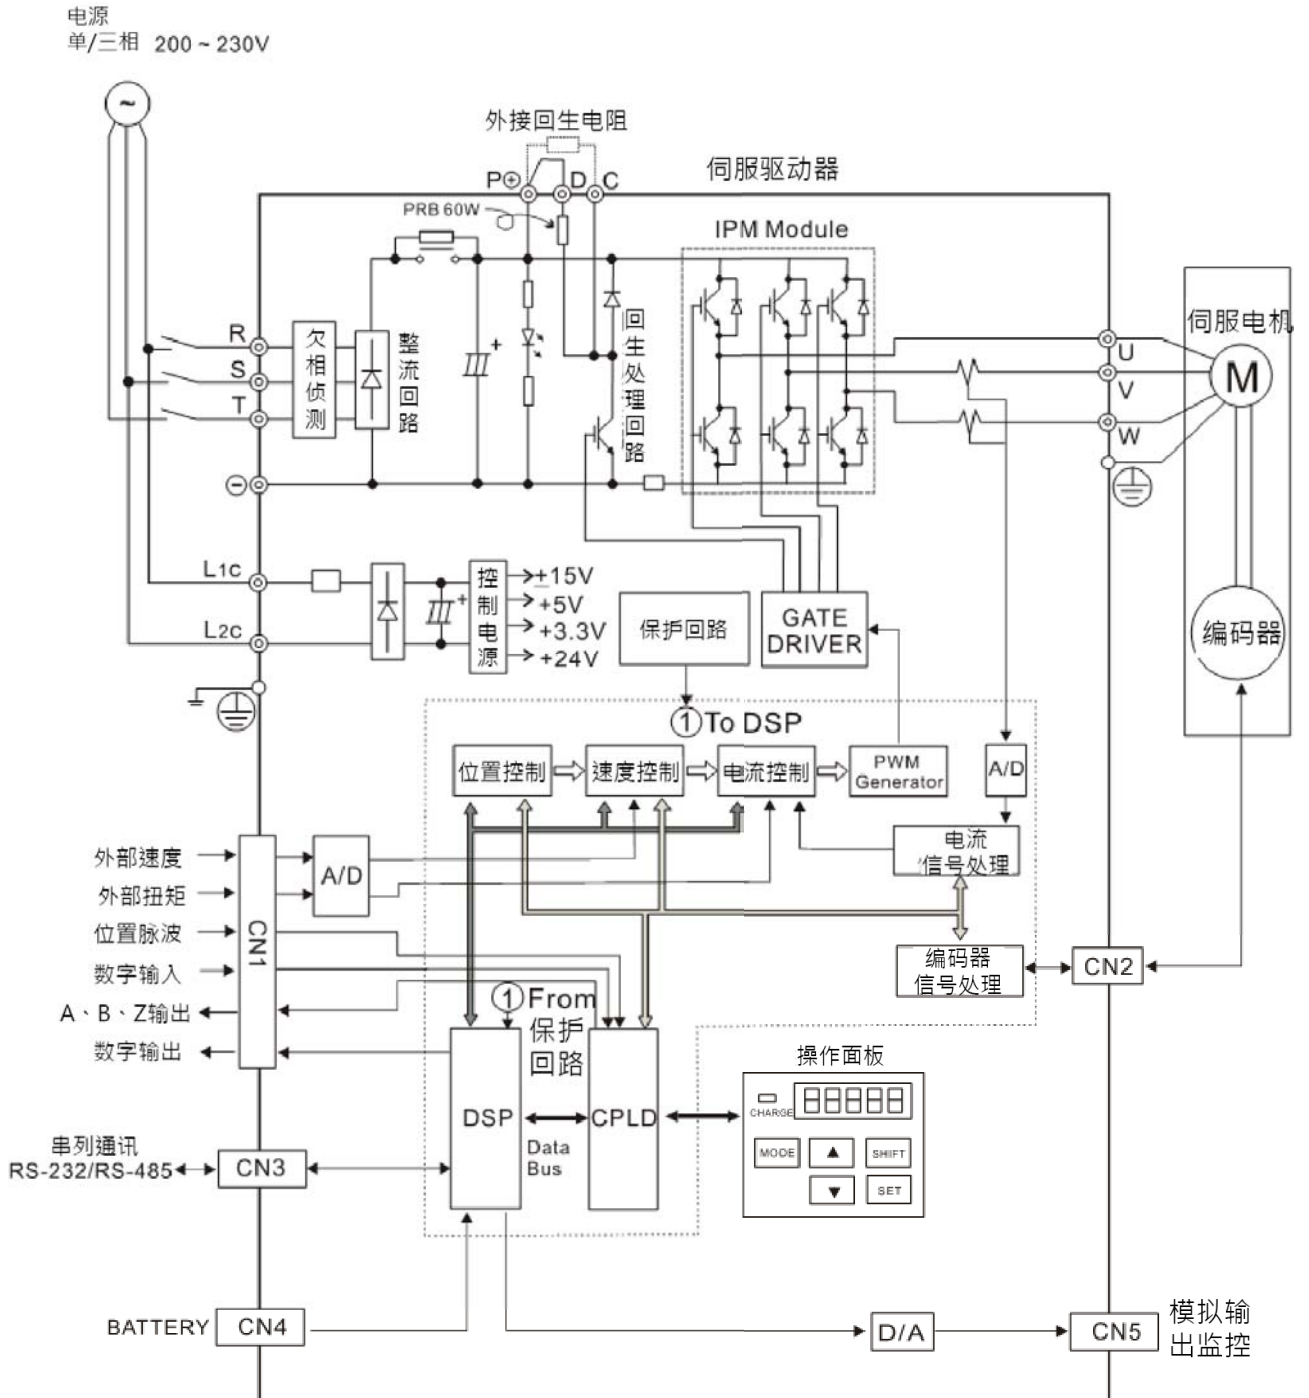 电源
单/三相 200 ~ 230V
~
外接回生电阻
P⊕ D C
伺服驱动器
PRB 60W
IPM Module
R
S
T
欠相侦测
整流回路
+
回生处理回路
⊖
伺服电机
M
U
V
W
L1C
L2C
+
控制电源
±15V
+5V
+3.3V
+24V
保护回路
GATE
DRIVER
编码器
①To DSP
位置控制
速度控制
电流控制
PWM
Generator
A/D
电流
信号处理
外部速度
外部扭矩
位置脉波
数字输入
A、B、Z输出
数字输出
CN1
A/D
编码器
信号处理
CN2
①From
保护
回路
DSP
CPLD
Data
Bus
操作面板
CHARGE
88888
MODE
▲
SHIFT
▼
SET
串列通讯
RS-232/RS-485
CN3
BATTERY
CN4
D/A
CN5
模拟输
出监控